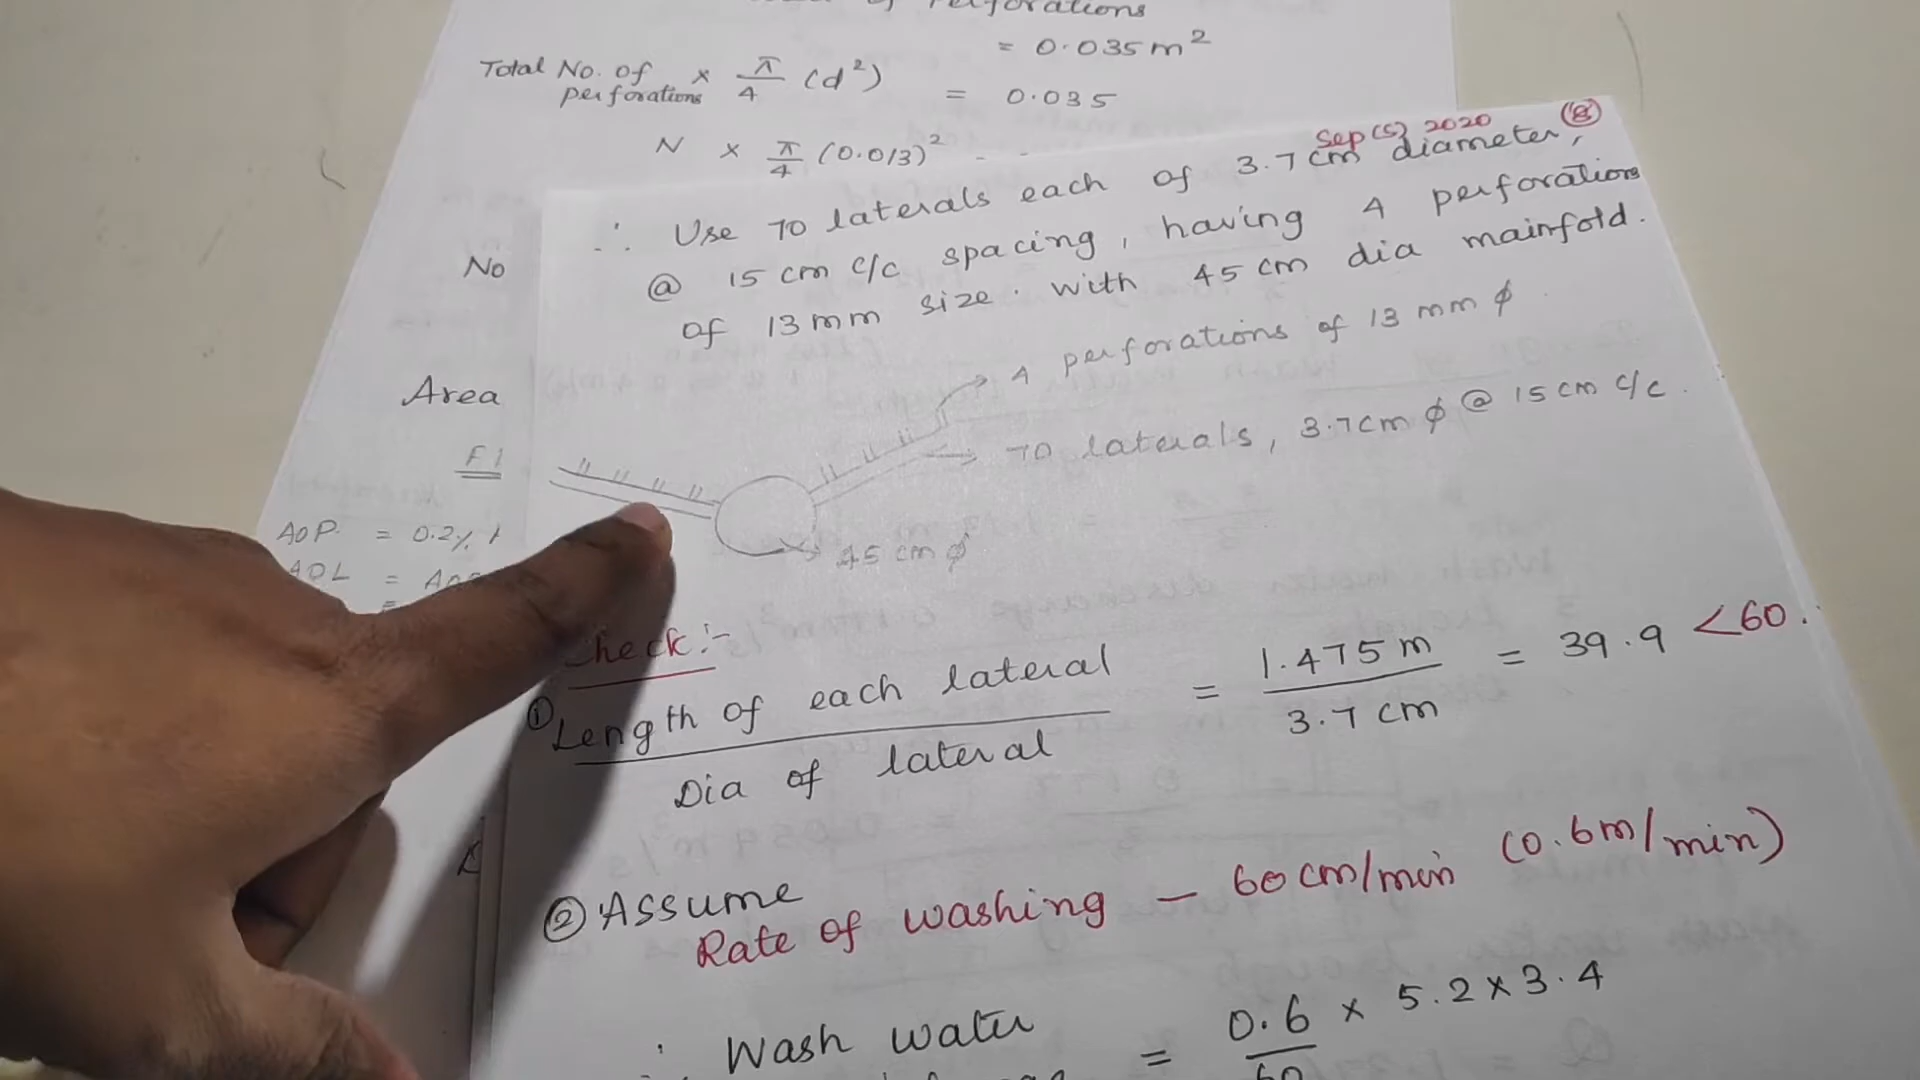 of Perforations
= 0.035 m²
Total No. of perforations × π/4 (d²) = 0.035
N × π/4 (0.013)²
No
Area
AOP = 0.2%
AOL =
Sep (S) 2020
8
∴ Use 70 laterals each of 3.7 cm diameter,
@ 15 cm c/c spacing, having 4 perforations
of 13 mm size. with 45 cm dia mainfold.
→ 4 perforations of 13 mm ϕ
→ 70 laterals, 3.7cm ϕ @ 15 cm c/c.
45 cm ϕ
Check:-
① Length of each lateral / Dia of lateral = 1.475 m / 3.7 cm = 39.9 <60.
② Assume
Rate of washing – 60 cm/min (0.6m/min)
∴ Wash water
= 0.6 × 5.2 × 3.4 / 60